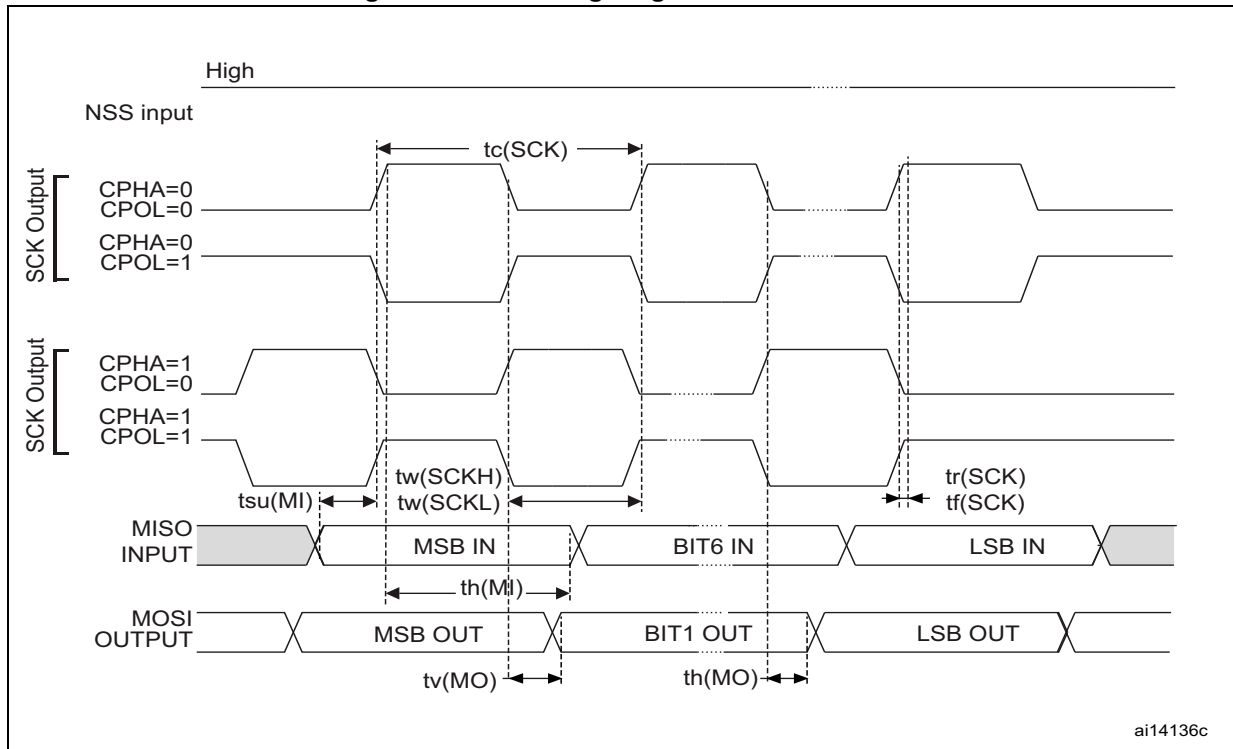 High
NSS input
tc(SCK)
SCK Output
CPHA=0
CPOL=0
CPHA=0
CPOL=1
SCK Output
CPHA=1
CPOL=0
CPHA=1
CPOL=1
tw(SCKH)
tw(SCKL)
tr(SCK)
tf(SCK)
tsu(MI)
MISO
INPUT
MSB IN
BIT6 IN
LSB IN
th(MI)
MOSI
OUTPUT
MSB OUT
BIT1 OUT
LSB OUT
tv(MO)
th(MO)
ai14136c